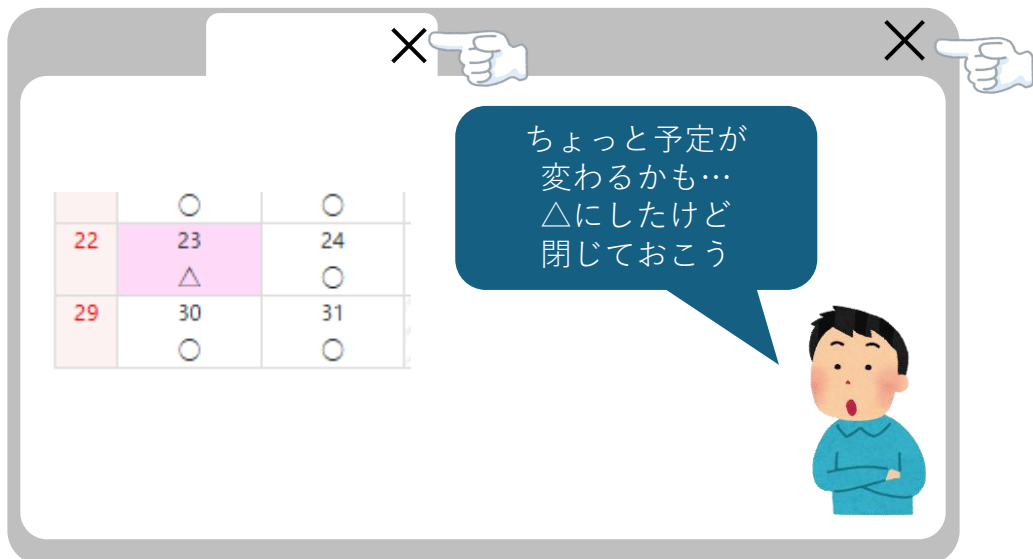 ちょっと予定が
変わるかも…
△にしたけど
閉じておこう
○ ○
22 23 24
△ ○
29 30 31
○ ○